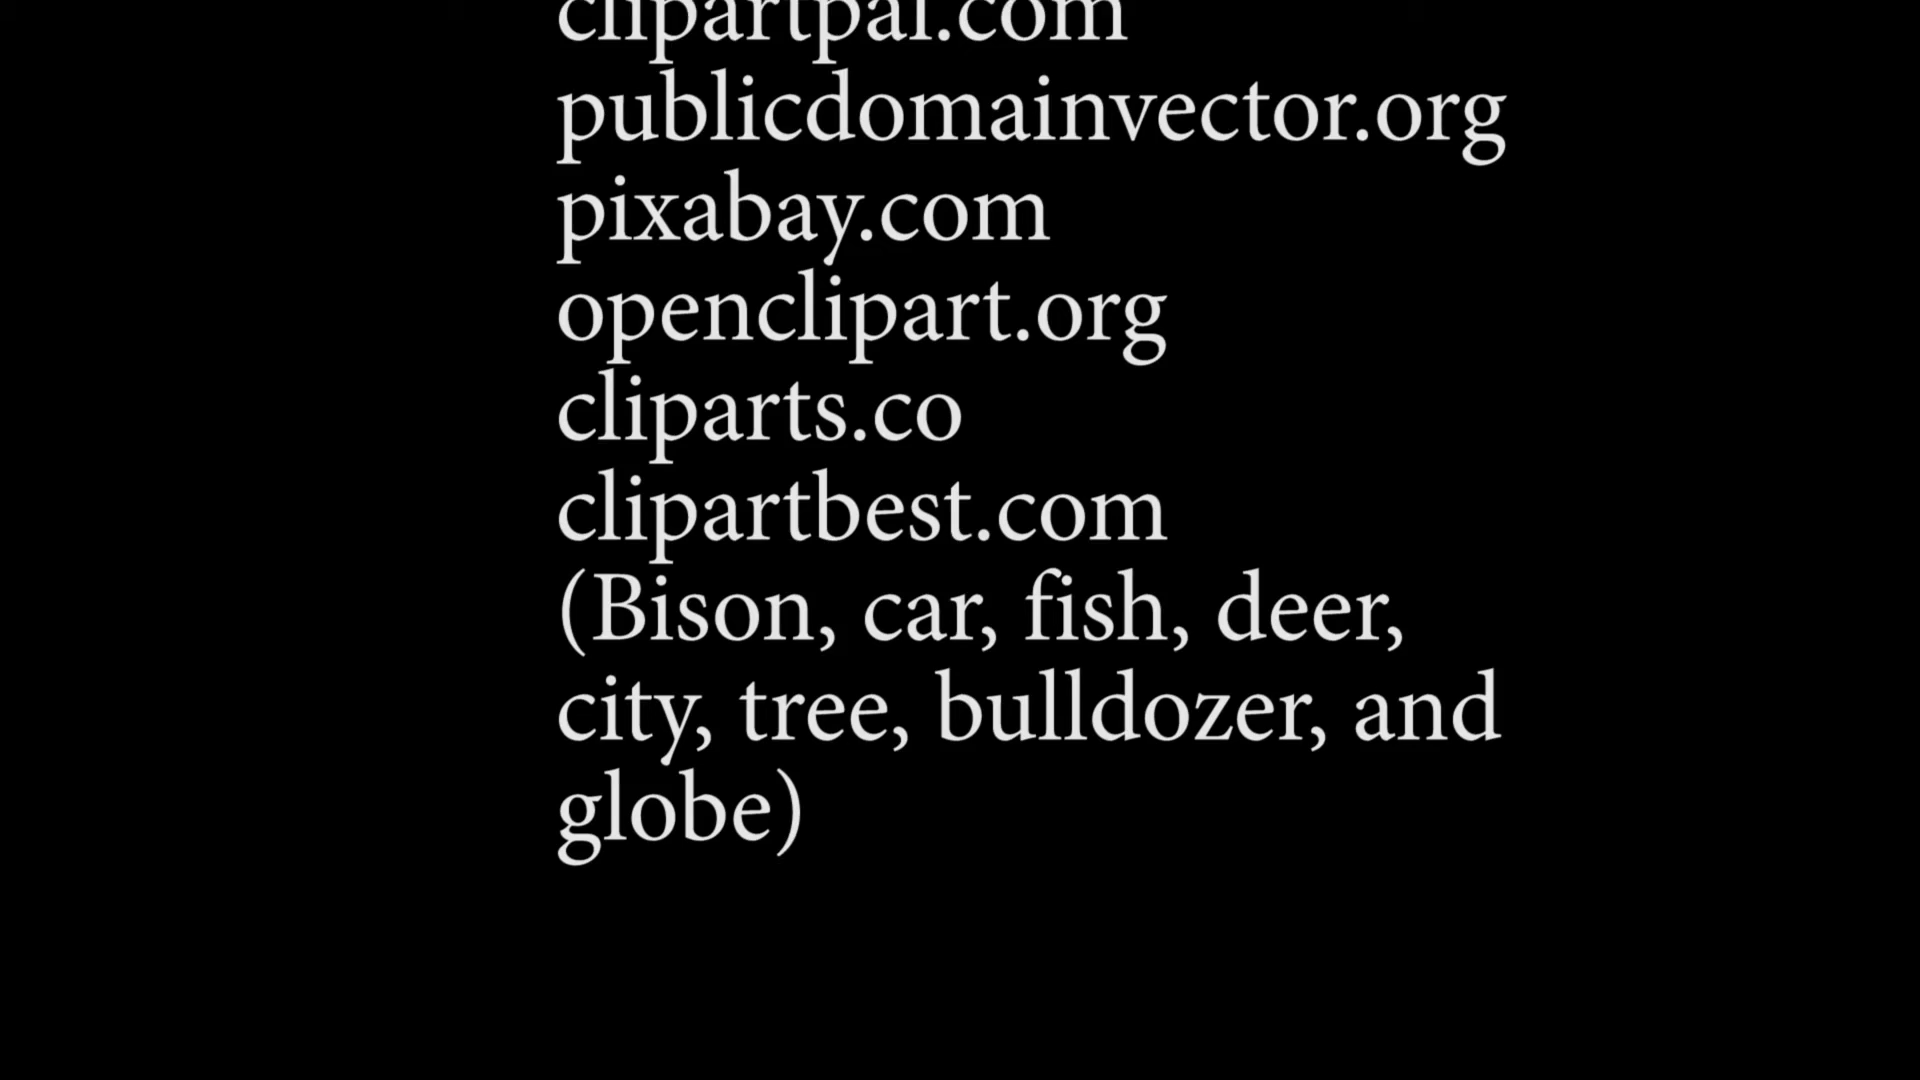 clipartpal.com
publicdomainvector.org
pixabay.com
openclipart.org
cliparts.co
clipartbest.com
(Bison, car, fish, deer,
city, tree, bulldozer, and
globe)